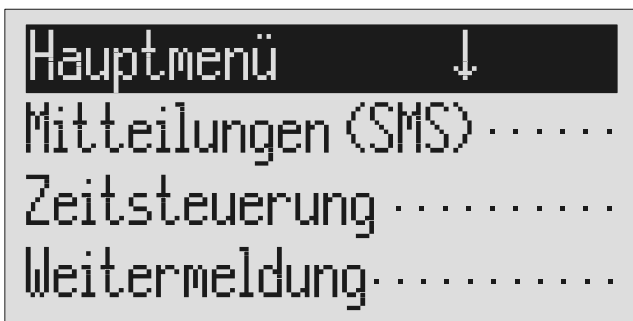 Hauptmenü ↓
Mitteilungen (SMS) ······
Zeitsteuerung ··········
Weitermeldung ···········